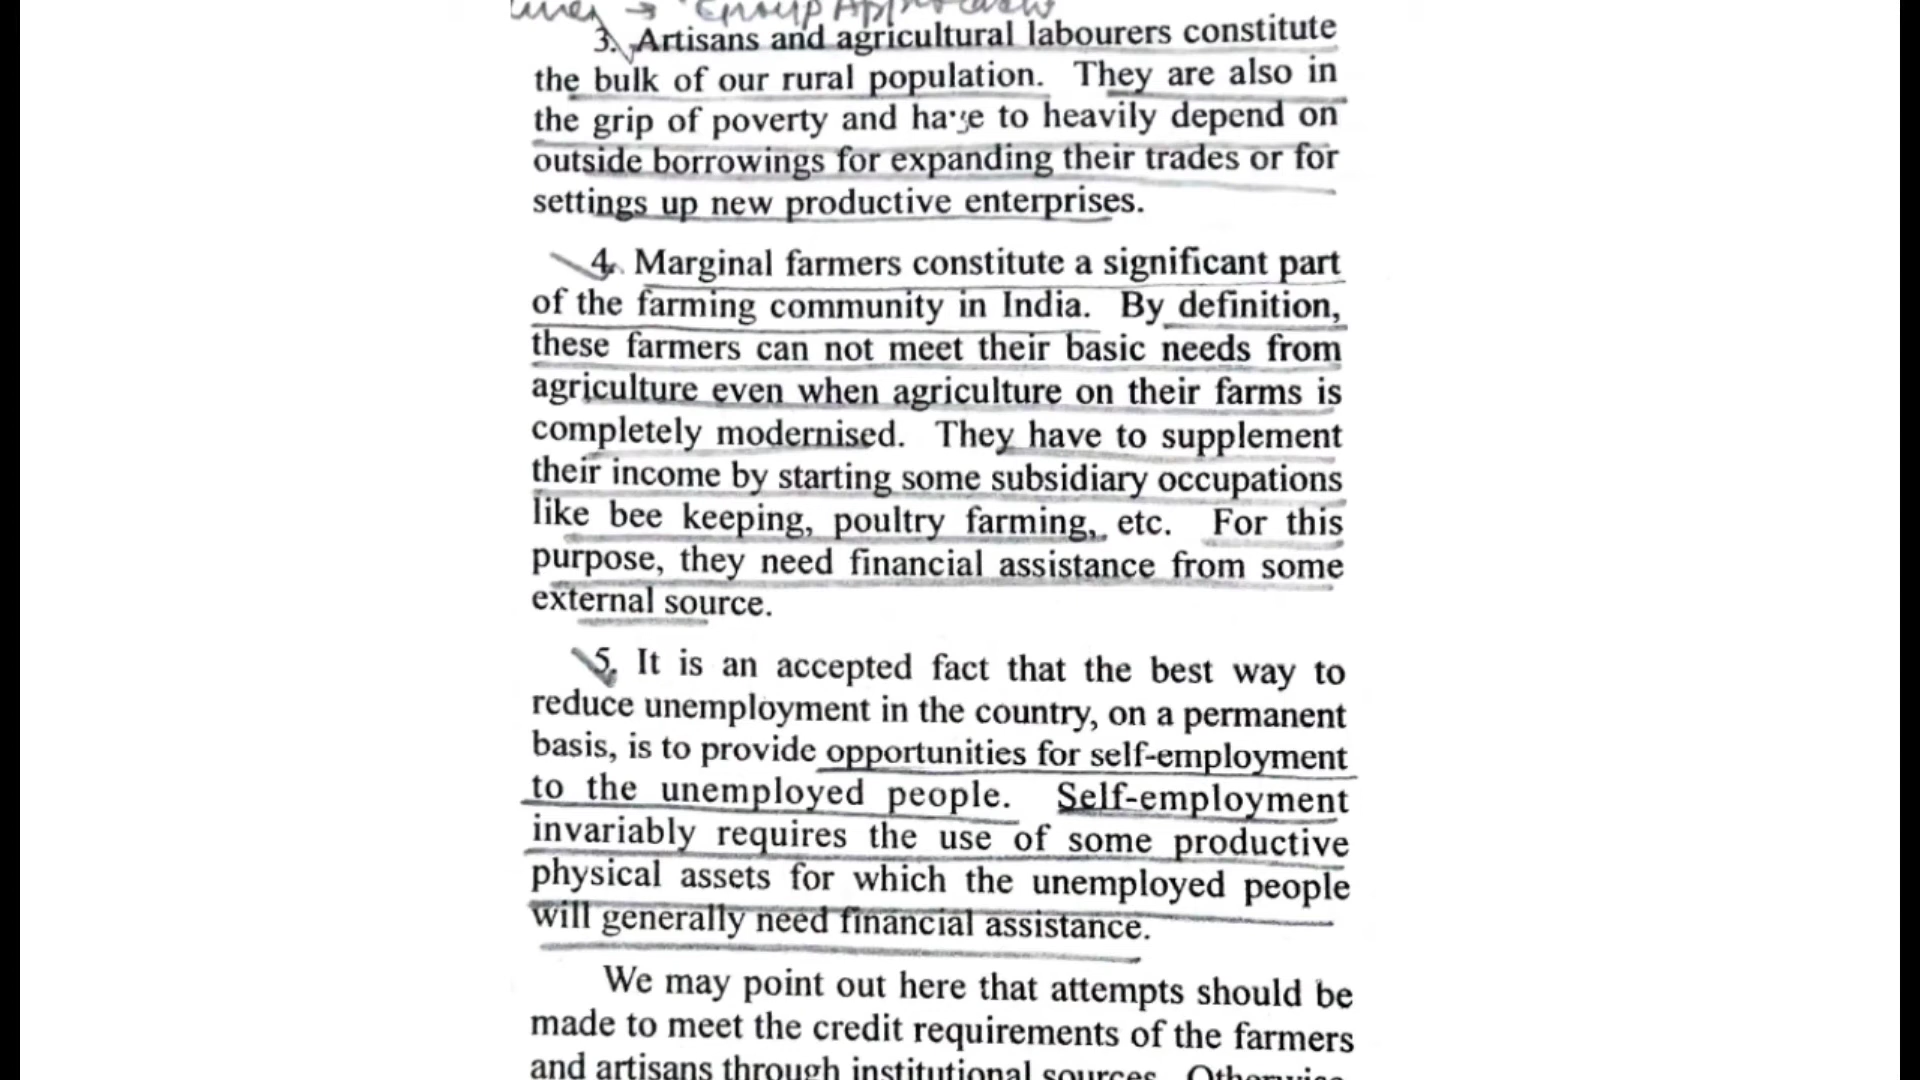 Group Approach
3. Artisans and agricultural labourers constitute
the bulk of our rural population. They are also in
the grip of poverty and have to heavily depend on
outside borrowings for expanding their trades or for
settings up new productive enterprises.
4. Marginal farmers constitute a significant part
of the farming community in India. By definition,
these farmers can not meet their basic needs from
agriculture even when agriculture on their farms is
completely modernised. They have to supplement
their income by starting some subsidiary occupations
like bee keeping, poultry farming, etc. For this
purpose, they need financial assistance from some
external source.
5. It is an accepted fact that the best way to
reduce unemployment in the country, on a permanent
basis, is to provide opportunities for self-employment
to the unemployed people. Self-employment
invariably requires the use of some productive
physical assets for which the unemployed people
will generally need financial assistance.
We may point out here that attempts should be
made to meet the credit requirements of the farmers
and artisans through institutional sources. Otherwise,